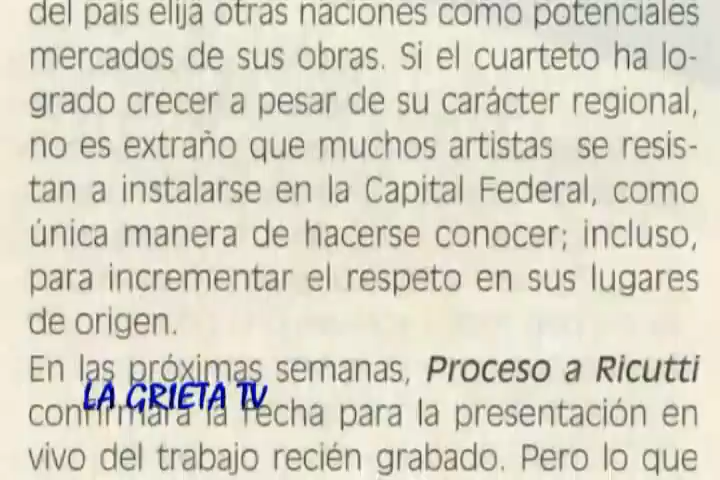 del país elija otras naciones como potenciales
mercados de sus obras. Si el cuarteto ha lo-
grado crecer a pesar de su carácter regional,
no es extraño que muchos artistas se resis-
tan a instalarse en la Capital Federal, como
única manera de hacerse conocer; incluso,
para incrementar el respeto en sus lugares
de origen.
En las próximas semanas, Proceso a Ricutti
LA GRIETA TV
confirmará la fecha para la presentación en
vivo del trabajo recién grabado. Pero lo que